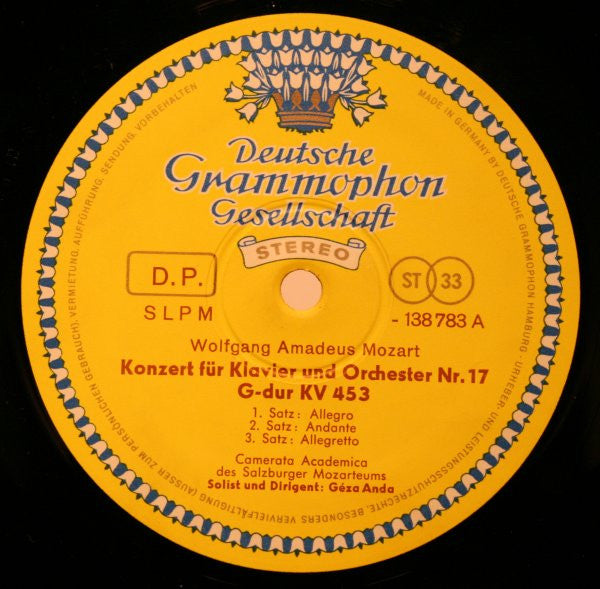 Deutsche
Grammophon
Gesellschaft
STEREO
D.P.
ST 33
SLPM
- 138 783 A
Wolfgang Amadeus Mozart
Konzert für Klavier und Orchester Nr. 17
G-dur KV 453
1. Satz: Allegro
2. Satz: Andante
3. Satz: Allegretto
Camerata Academica
des Salzburger Mozarteums
Solist und Dirigent: Géza Anda
MADE IN GERMANY BY DEUTSCHE GRAMMOPHON HAMBURG · URHEBER- UND LEISTUNGSSCHUTZRECHTE, BESONDERS VERVIELFÄLTIGUNG (AUSSER ZUM PERSÖNLICHEN GEBRAUCH), VERMIETUNG, AUFFÜHRUNG, SENDUNG, VORBEHALTEN